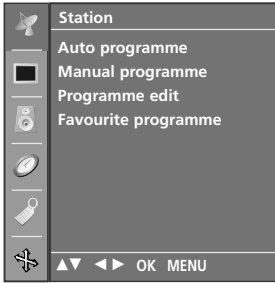 Station
Auto programme
Manual programme
Programme edit
Favourite programme
▲▼ ◄► OK MENU